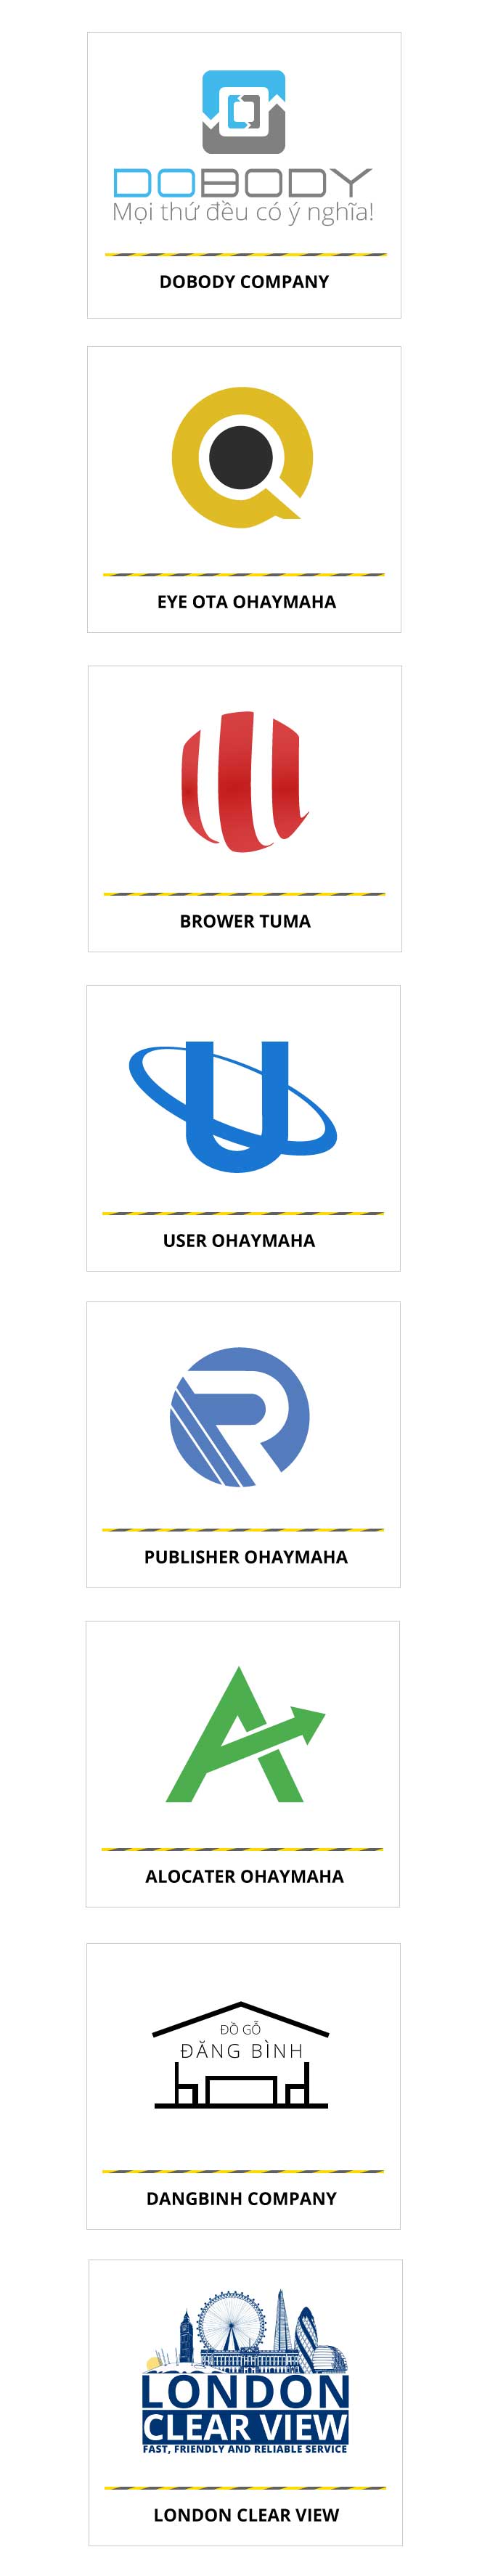 DOBODY
Mọi thứ đều có ý nghĩa!
DOBODY COMPANY
EYE OTA OHAYMAHA
BROWER TUMA
USER OHAYMAHA
PUBLISHER OHAYMAHA
ALOCATER OHAYMAHA
ĐỒ GỖ
ĐĂNG BÌNH
DANGBINH COMPANY
LONDON
CLEAR VIEW
FAST, FRIENDLY AND RELIABLE SERVICE
LONDON CLEAR VIEW